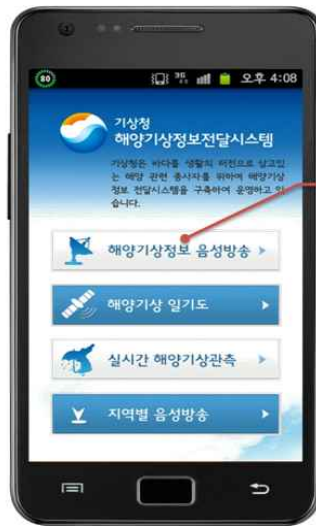 80
3G
오후 4:08
기상청
해양기상정보전달시스템
기상청은 바다를 생활의 터전으로 삼고있
는 해양 관련 종사자를 위하여 해양기상
정보 전달시스템을 구축하여 운영하고 있
습니다.
해양기상정보 음성방송
해양기상 일기도
실시간 해양기상관측
지역별 음성방송